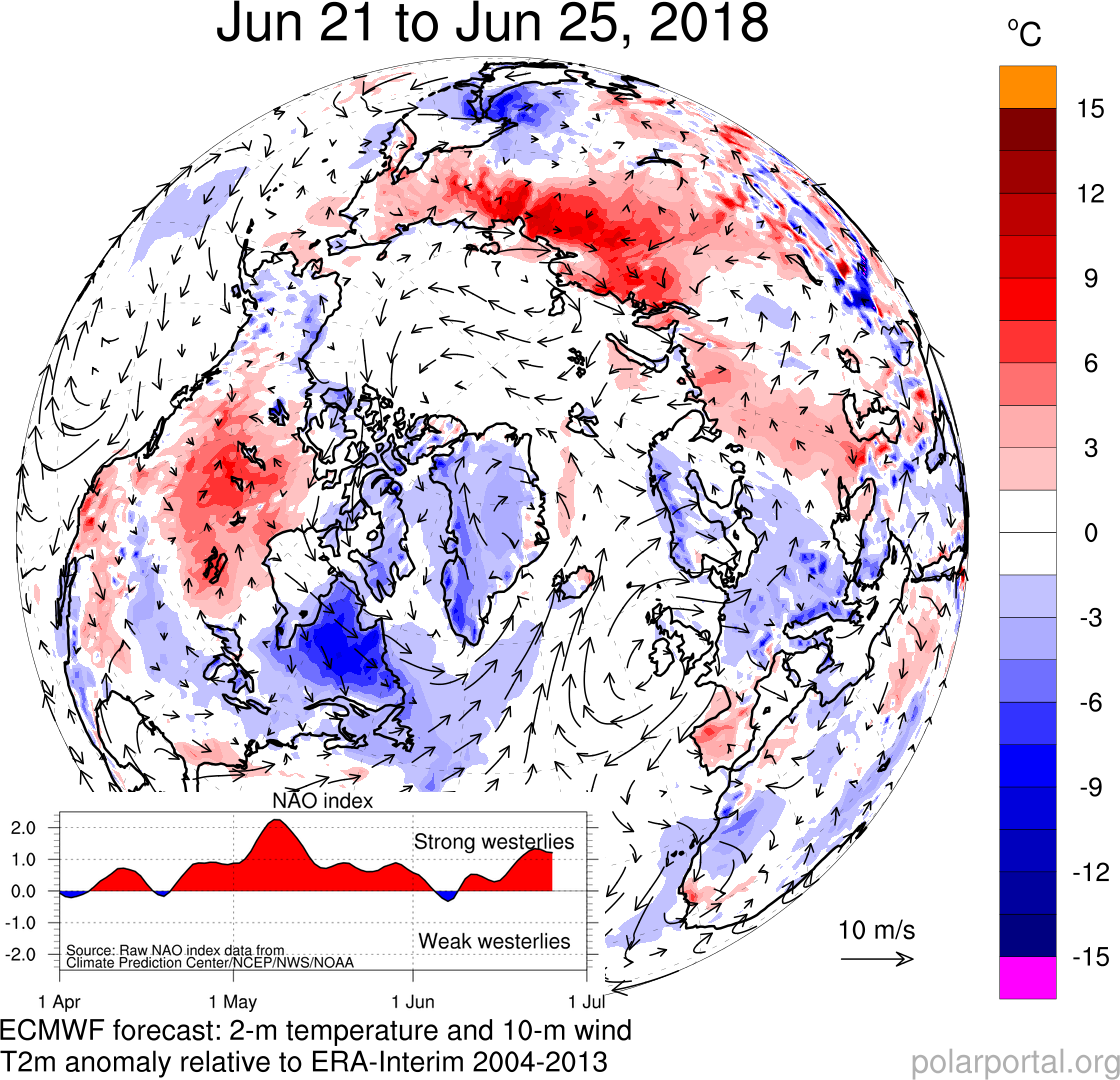 Jun 21 to Jun 25, 2018
oC
15
12
9
6
3
0
-3
-6
-9
-12
-15
10 m/s
NAO index
2.0
1.0
0.0
-1.0
-2.0
Strong westerlies
Weak westerlies
Source: Raw NAO index data from
Climate Prediction Center/NCEP/NWS/NOAA
1 Apr
1 May
1 Jun
1 Jul
ECMWF forecast: 2-m temperature and 10-m wind
T2m anomaly relative to ERA-Interim 2004-2013
polarportal.org